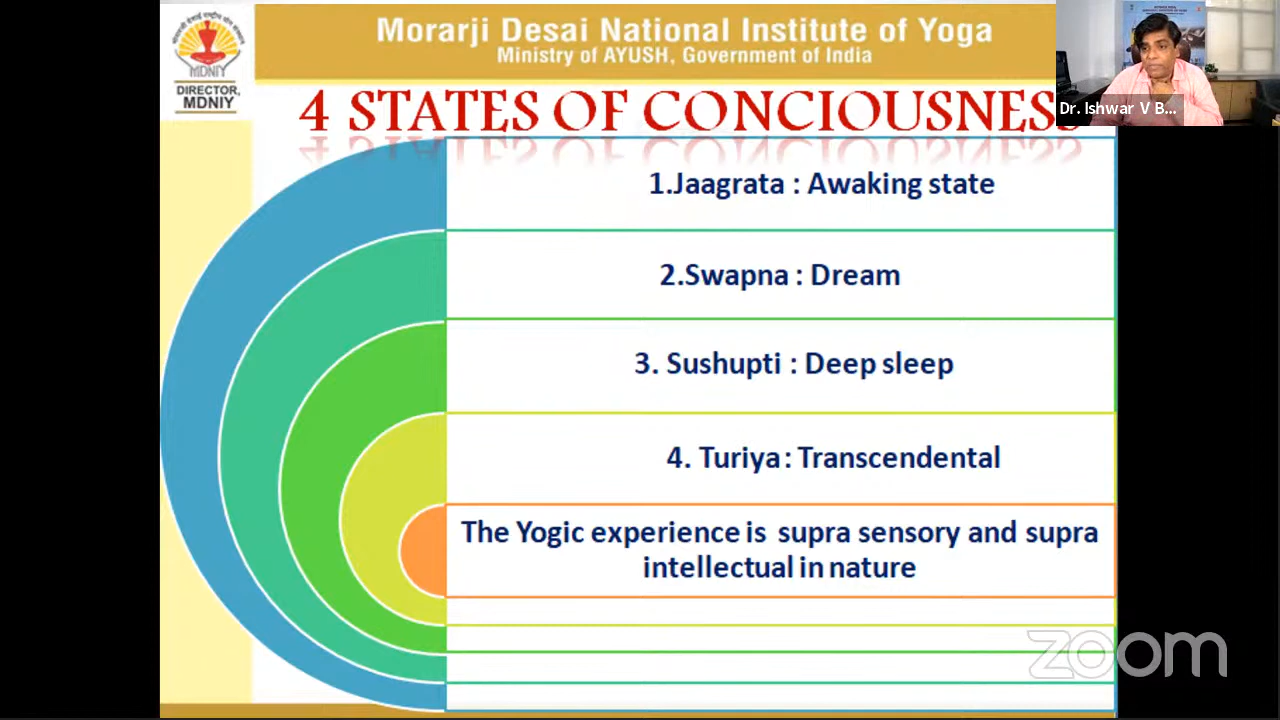 Morarji Desai National Institute of Yoga
Ministry of AYUSH, Government of India
MDNIY
DIRECTOR,
MDNIY
4 STATES OF CONCIOUSNESS
Dr. Ishwar V B...
1.Jaagrata : Awaking state
2.Swapna : Dream
3. Sushupti : Deep sleep
4. Turiya : Transcendental
The Yogic experience is supra sensory and supra
intellectual in nature
zoom